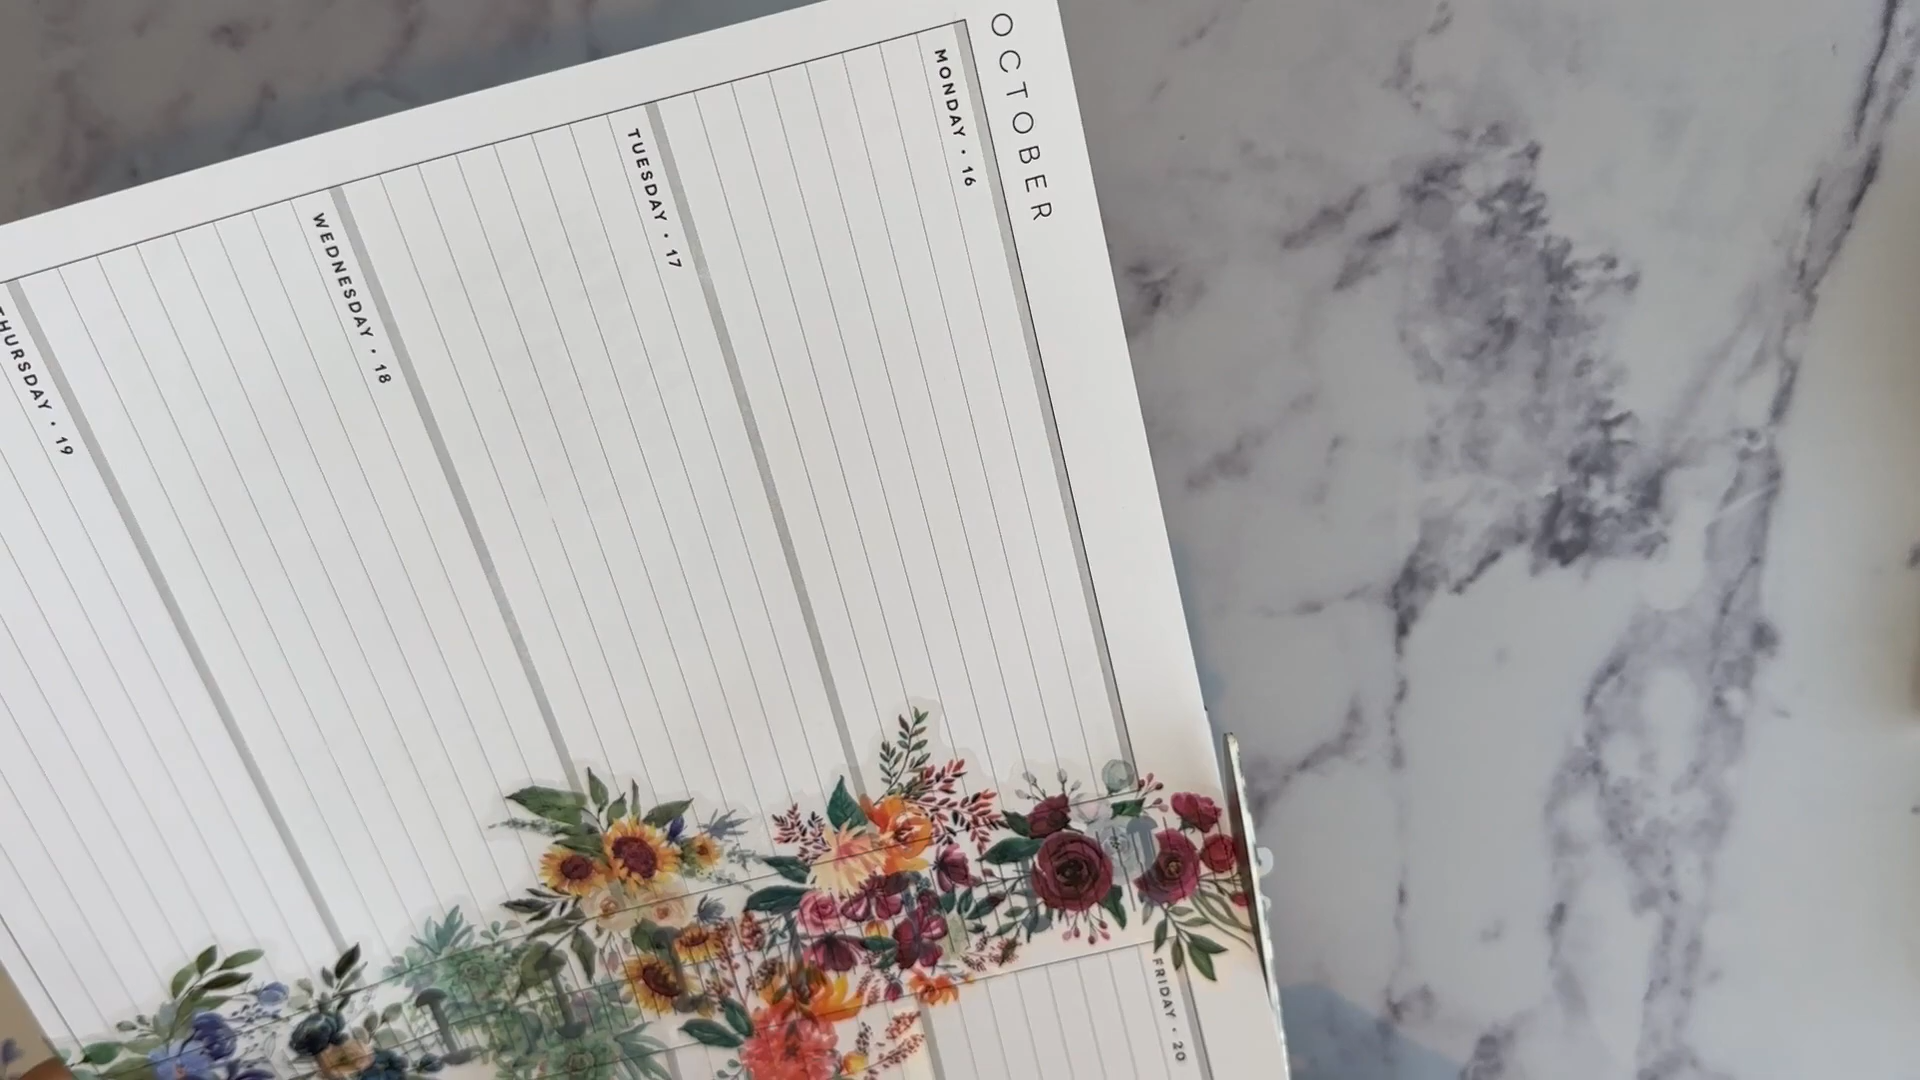 OCTOBER
MONDAY • 16
TUESDAY • 17
WEDNESDAY • 18
THURSDAY • 19
FRIDAY • 20